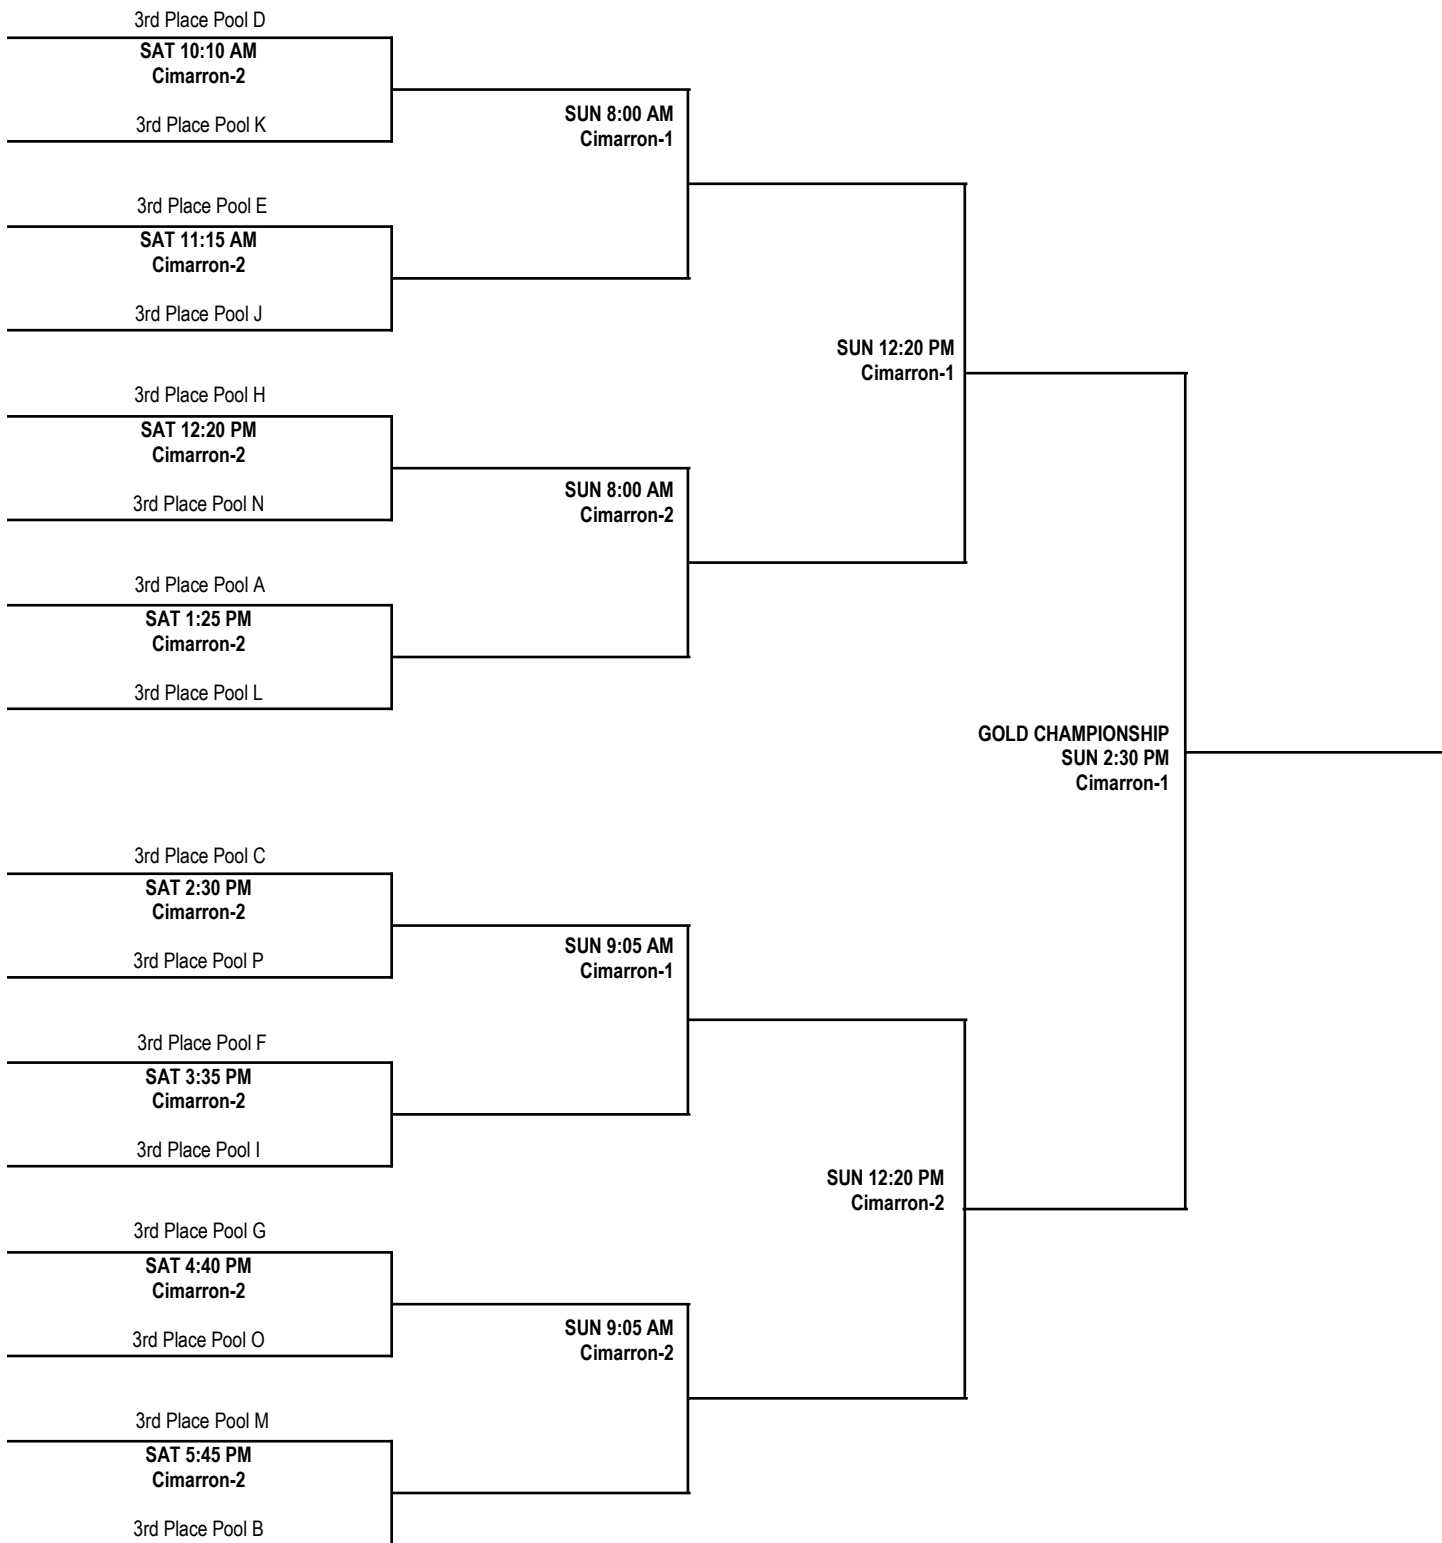 3rd Place Pool D
SAT 10:10 AM
Cimarron-2
3rd Place Pool K
SUN 8:00 AM
Cimarron-1
3rd Place Pool E
SAT 11:15 AM
Cimarron-2
3rd Place Pool J
SUN 12:20 PM
Cimarron-1
3rd Place Pool H
SAT 12:20 PM
Cimarron-2
3rd Place Pool N
SUN 8:00 AM
Cimarron-2
3rd Place Pool A
SAT 1:25 PM
Cimarron-2
3rd Place Pool L
GOLD CHAMPIONSHIP
SUN 2:30 PM
Cimarron-1
3rd Place Pool C
SAT 2:30 PM
Cimarron-2
3rd Place Pool P
SUN 9:05 AM
Cimarron-1
3rd Place Pool F
SAT 3:35 PM
Cimarron-2
3rd Place Pool I
SUN 12:20 PM
Cimarron-2
3rd Place Pool G
SAT 4:40 PM
Cimarron-2
3rd Place Pool O
SUN 9:05 AM
Cimarron-2
3rd Place Pool M
SAT 5:45 PM
Cimarron-2
3rd Place Pool B